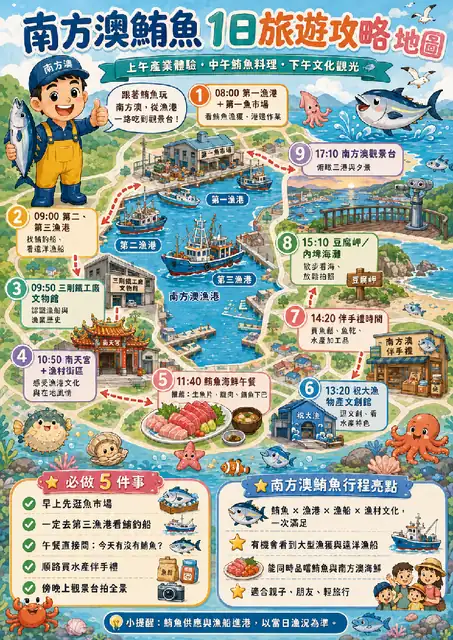 南方澳鮪魚1日旅遊攻略地圖
上午產業體驗・中午鮪魚料理・下午文化觀光
南方澳
跟著鮪魚玩
南方澳,從漁港
一路吃到觀景台!
1 08:00 第一漁港
+第一魚市場
看鮪魚漁獲、港邊作業
9 17:10 南方澳觀景台
俯瞰三港與夕景
第一漁港
2 09:00 第二、
第三漁港
找鮪釣船、
看遠洋漁船
第二漁港
第三漁港
南方澳漁港
8 15:10 豆腐岬/
內埤海灘
散步看海、
放鬆拍照
豆腐岬
3 09:50 三剛鐵工廠
文物館
認識漁船與
漁業歷史
三剛鐵工廠
文物館
7 14:20 伴手禮時間
買魚鬆、魚乾、
水產加工品
南方澳
伴手禮
4 10:50 南天宮
+漁村街區
感受漁港文化
與在地風情
南天宮
5 11:40 鮪魚海鮮午餐
推薦:生魚片、龍肉、鮪魚下巴
6 13:20 祝大漁
物產文創館
逛文創、看
水產特色
祝大漁
必做5件事
早上先逛魚市場
一定去第三漁港看鮪釣船
午餐直接問:今天有沒有鮪魚?
順路買水產伴手禮
傍晚上觀景台拍全景
南方澳鮪魚行程亮點
鮪魚×漁港×漁船×漁村文化,
一次滿足
有機會看到大型漁獲與遠洋漁船
能同時品嚐鮪魚與南方澳海鮮
適合親子、朋友、輕旅行
小提醒:鮪魚供應與漁船進港,以當日漁況為準。